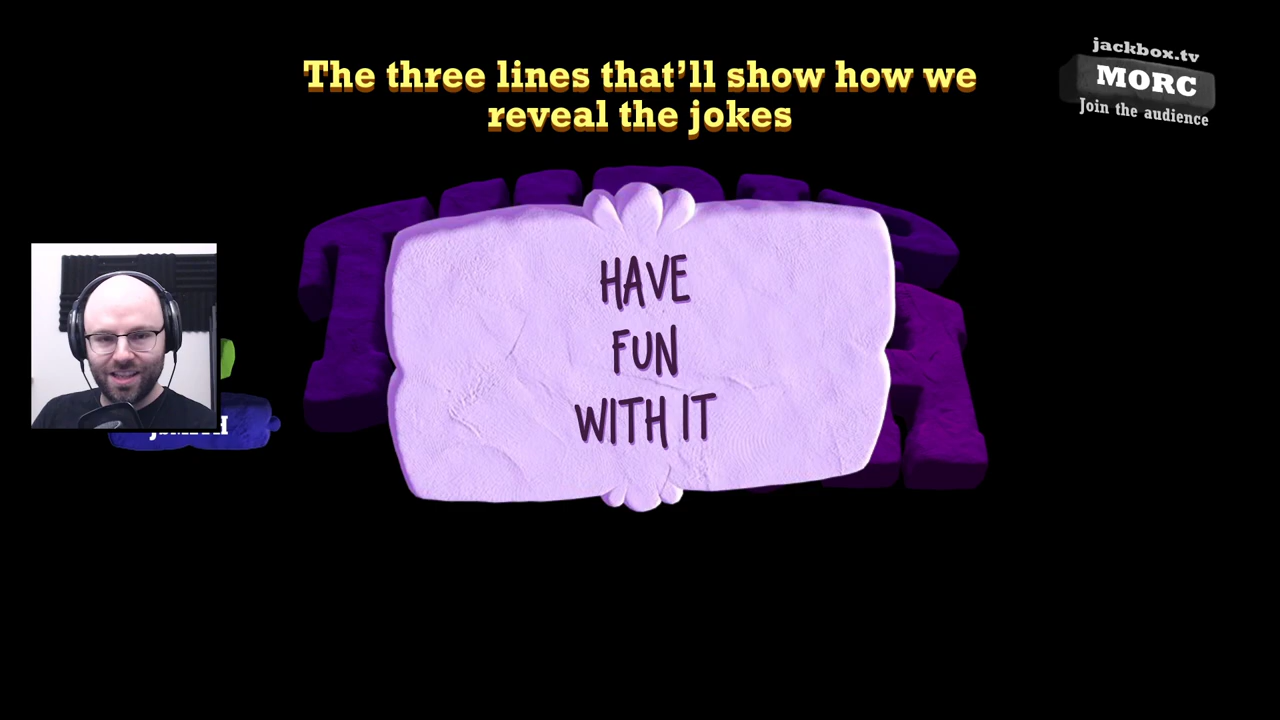 The three lines that’ll show how we
reveal the jokes
jackbox.tv
MORC
Join the audience
HAVE
FUN
WITH IT